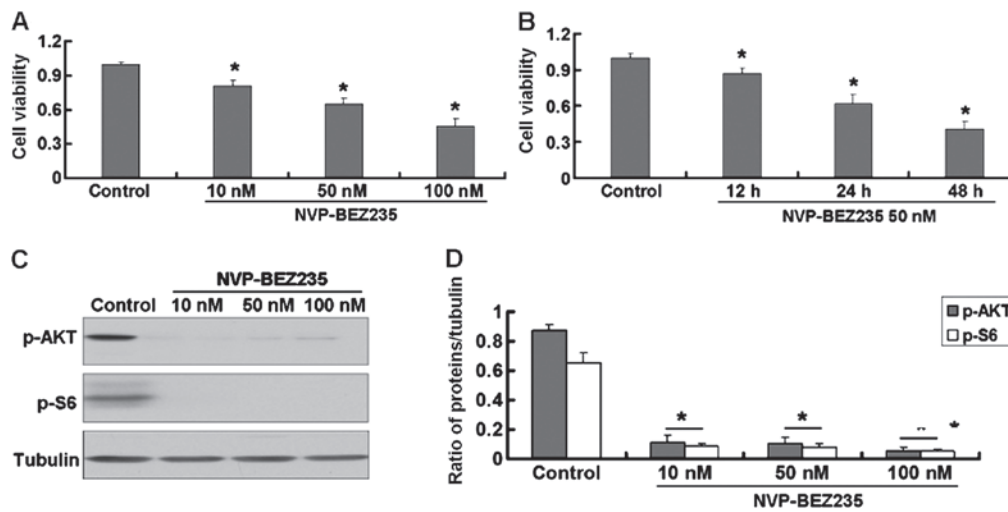 A
1.2
0.9
0.6
0.3
0
Cell viability
*
*
*
Control
10 nM
50 nM
100 nM
NVP-BEZ235
B
1.2
0.9
0.6
0.3
0
Cell viability
*
*
*
Control
12 h
24 h
48 h
NVP-BEZ235 50 nM
C
NVP-BEZ235
Control 10 nM 50 nM 100 nM
p-AKT
p-S6
Tubulin
D
1
0.8
0.6
0.4
0.2
0
Ratio of proteins/tubulin
p-AKT
p-S6
*
*
*
Control
10 nM
50 nM
100 nM
NVP-BEZ235